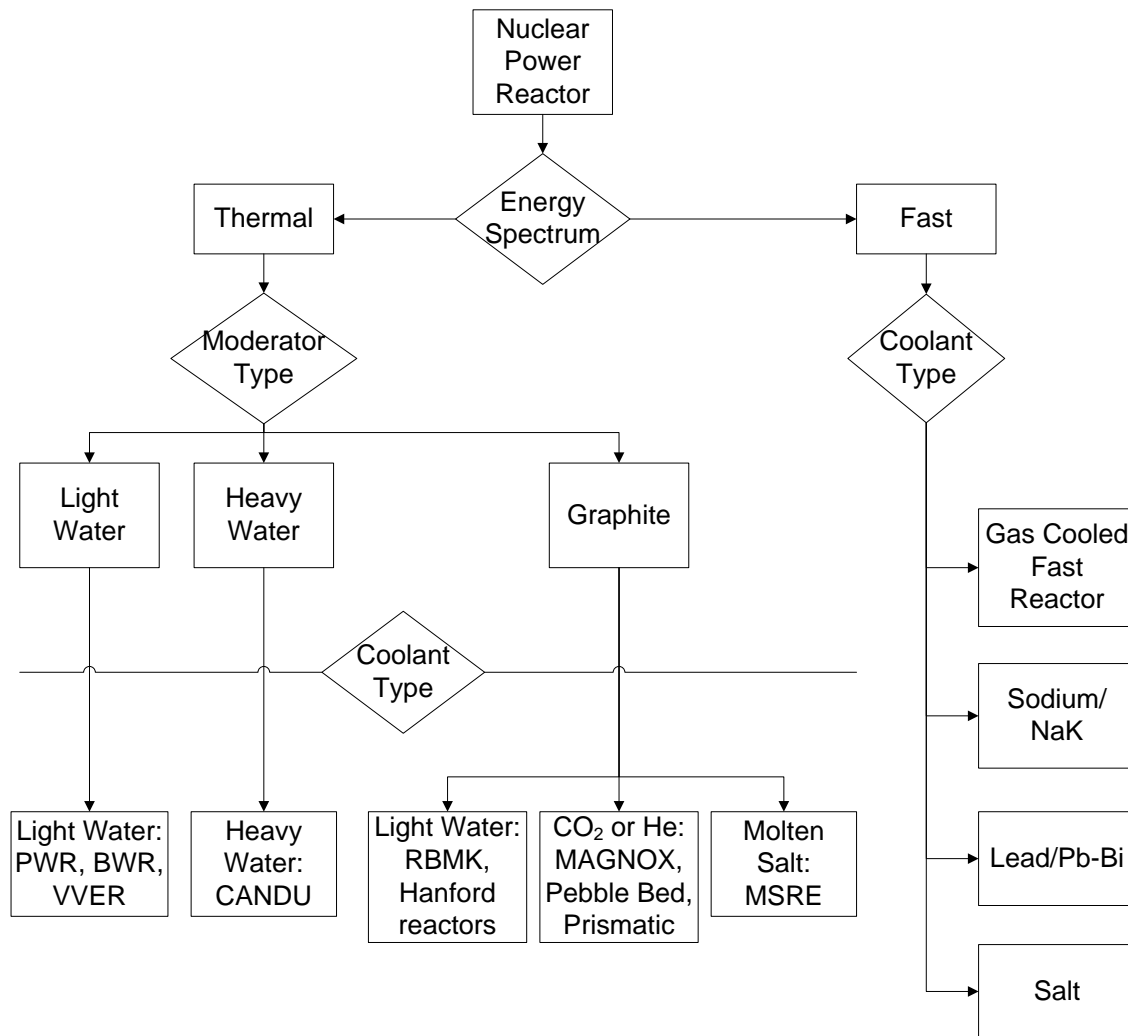 Nuclear
Power
Reactor
Energy
Spectrum
Thermal
Fast
Moderator
Type
Coolant
Type
Light
Water
Heavy
Water
Graphite
Gas Cooled
Fast
Reactor
Coolant
Type
Sodium/
NaK
Light Water:
PWR, BWR,
VVER
Heavy
Water:
CANDU
Light Water:
RBMK,
Hanford
reactors
CO₂ or He:
MAGNOX,
Pebble Bed,
Prismatic
Molten
Salt:
MSRE
Lead/Pb-Bi
Salt